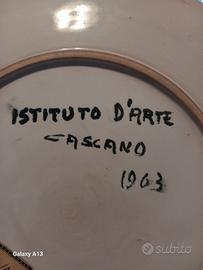 ISTITUTO D'ARTE
CASCANO
1963
Galaxy A13
subito